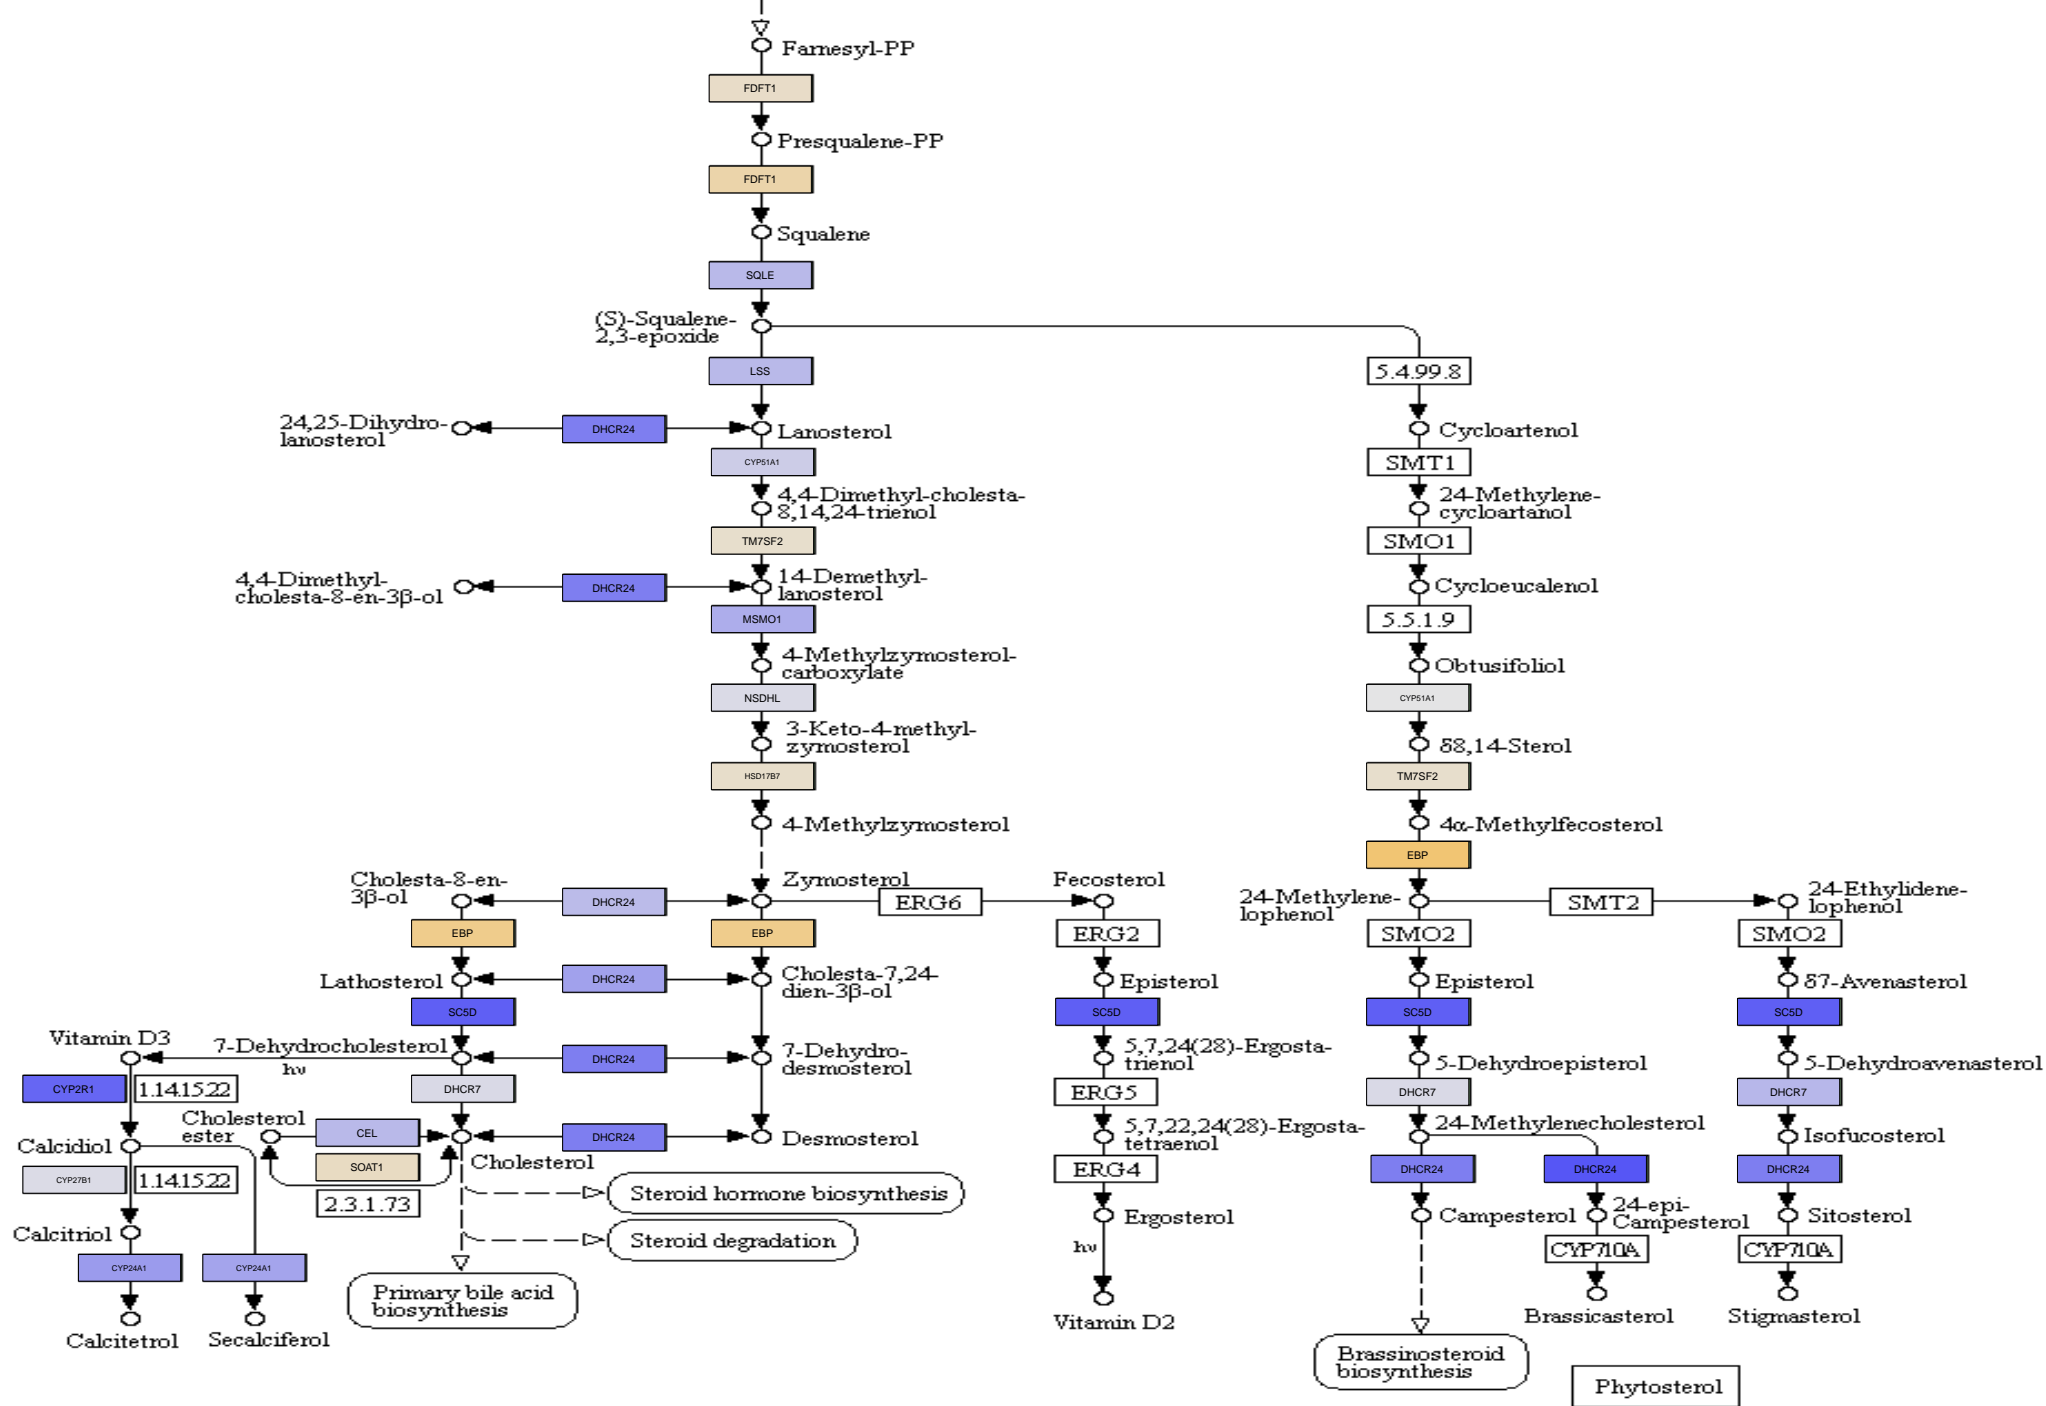 Farnesyl-PP
FDFT1
Presqualene-PP
FDFT1
Squalene
SQLE
(S)-Squalene-
2,3-epoxide
LSS
5.4.99.8
24,25-Dihydro-
lanosterol
DHCR24
Lanosterol
Cycloartenol
CYP51A1
SMT1
4,4-Dimethyl-cholesta-
8,14,24-trienol
24-Methylene-
cycloartanol
TM7SF2
SMO1
4,4-Dimethyl-
cholesta-8-en-3β-ol
DHCR24
14-Demethyl-
lanosterol
Cycloeucalenol
MSMO1
5.5.1.9
4-Methylzymosterol-
carboxylate
Obtusifoliol
NSDHL
CYP51A1
3-Keto-4-methyl-
zymosterol
δ8,14-Sterol
HSD17B7
TM7SF2
4-Methylzymosterol
4α-Methylfecosterol
EBP
Cholesta-8-en-
3β-ol
DHCR24
Zymosterol
ERG6
Fecosterol
24-Methylene-
lophenol
SMT2
24-Ethylidene-
lophenol
EBP
EBP
ERG2
SMO2
SMO2
Lathosterol
DHCR24
Cholesta-7,24-
dien-3β-ol
Episterol
Episterol
δ7-Avenasterol
SC5D
SC5D
SC5D
SC5D
Vitamin D3
7-Dehydrocholesterol
hν
DHCR24
7-Dehydro-
desmosterol
5,7,24(28)-Ergosta-
trienol
5-Dehydroepisterol
5-Dehydroavenasterol
CYP2R1
1.14.15.22
DHCR7
ERG5
DHCR7
DHCR7
Cholesterol
ester
CEL
Calcidiol
DHCR24
Desmosterol
5,7,22,24(28)-Ergosta-
tetraenol
24-Methylenecholesterol
Isofucosterol
SOAT1
Cholesterol
CYP27B1
1.14.15.22
ERG4
DHCR24
DHCR24
DHCR24
2.3.1.73
Steroid hormone biosynthesis
Calcitriol
Ergosterol
Campesterol
24-epi-
Campesterol
Sitosterol
Steroid degradation
hν
CYP710A
CYP710A
CYP24A1
CYP24A1
Primary bile acid
biosynthesis
Calcitetrol
Secalciferol
Vitamin D2
Brassicasterol
Stigmasterol
Brassinosteroid
biosynthesis
Phytosterol